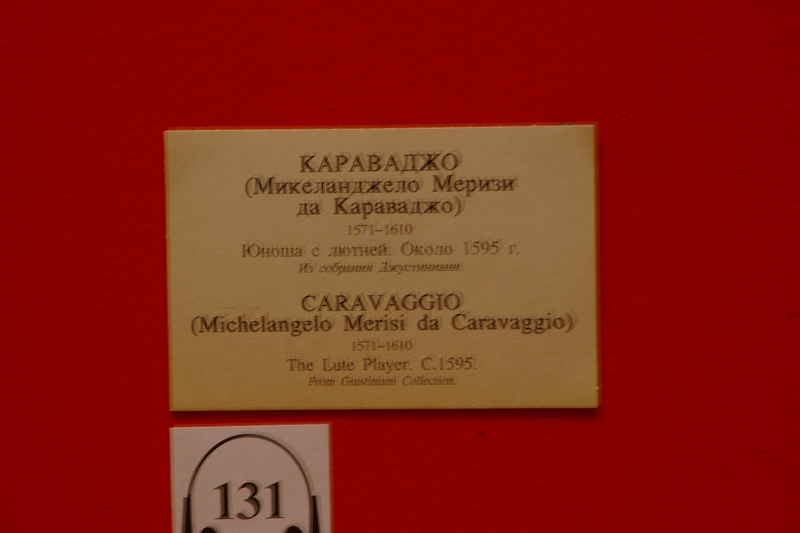 КАРАВАДЖО
(Микеланджело Меризи
да Караваджо)
1571–1610
Юноша с лютней. Около 1595 г.
Из собрания Джустиниани.
CARAVAGGIO
(Michelangelo Merisi da Caravaggio)
1571–1610
The Lute Player. C.1595.
From Giustiniani Collection.
131